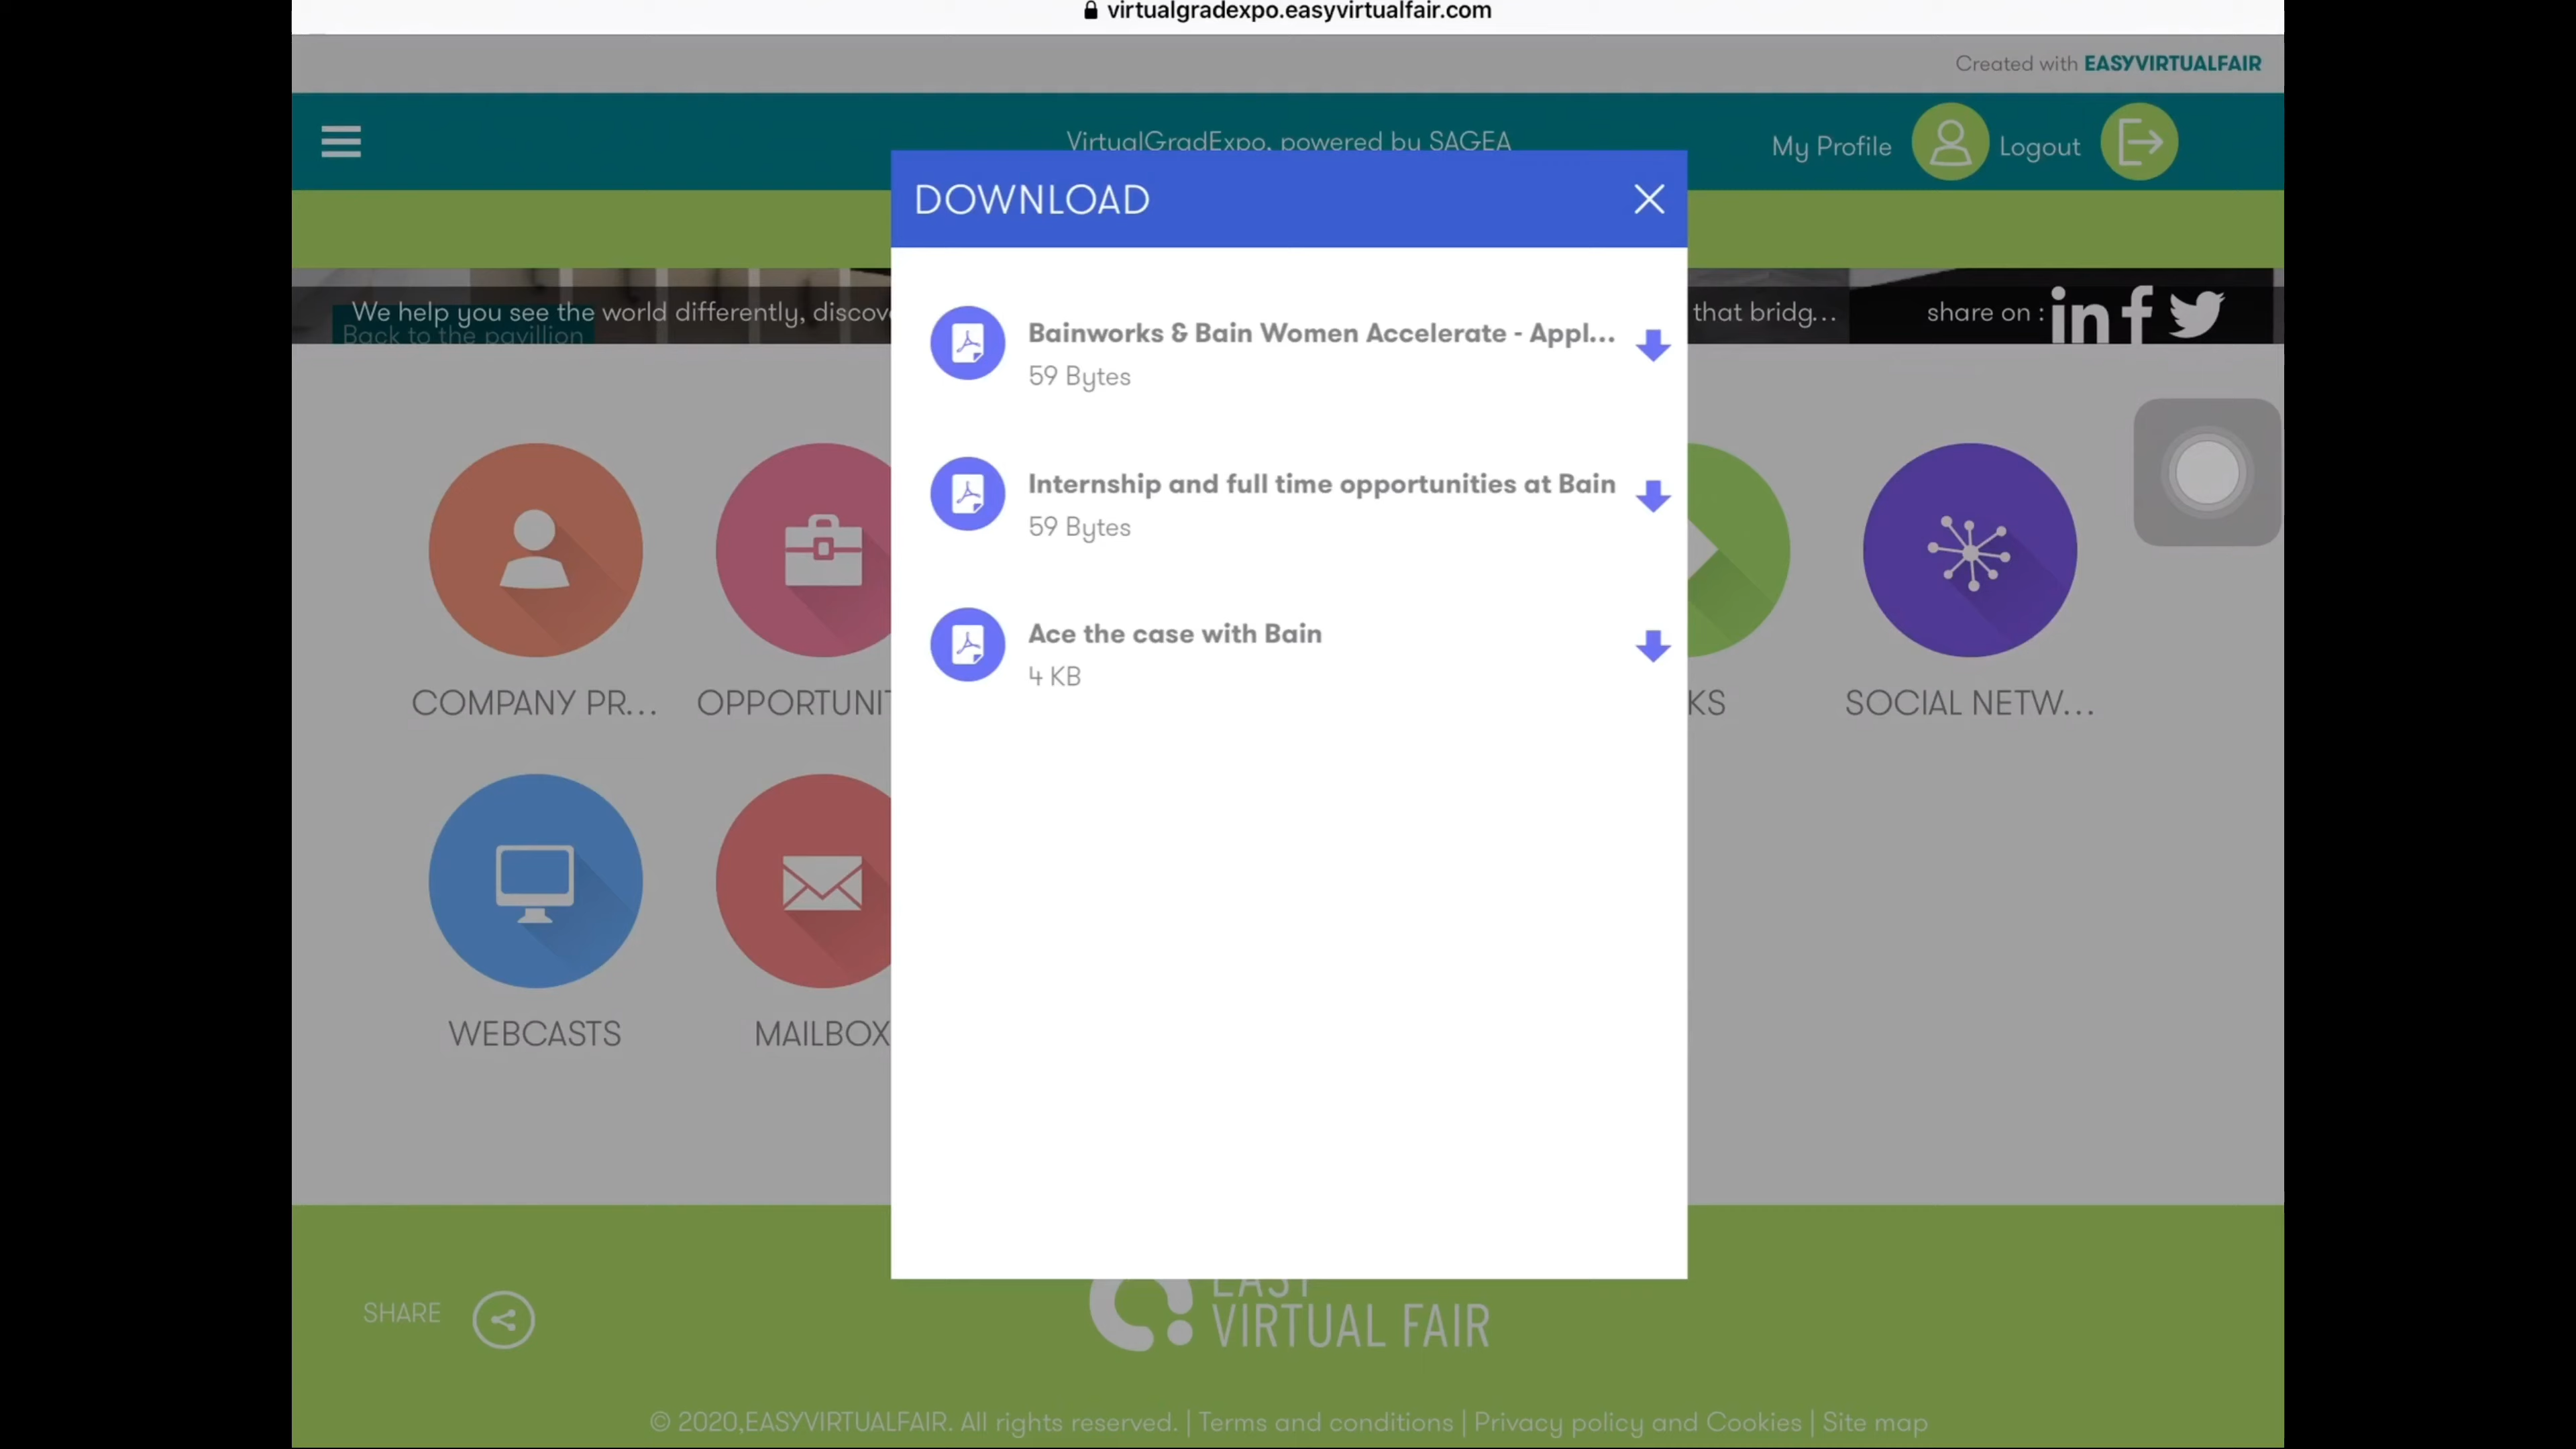 virtualgradexpo.easyvirtualfair.com
Created with EASYVIRTUALFAIR
VirtualGradExpo, powered by SAGEA
My Profile
Logout
DOWNLOAD
We help you see the world differently, discov
that bridg...
share on :
Back to the pavillion
Bainworks & Bain Women Accelerate - Appl...
59 Bytes
Internship and full time opportunities at Bain
59 Bytes
Ace the case with Bain
4 KB
COMPANY PR...
OPPORTUNIT
KS
SOCIAL NETW...
WEBCASTS
MAILBOX
SHARE
EASY
VIRTUAL FAIR
© 2020,EASYVIRTUALFAIR. All rights reserved. | Terms and conditions | Privacy policy and Cookies | Site map